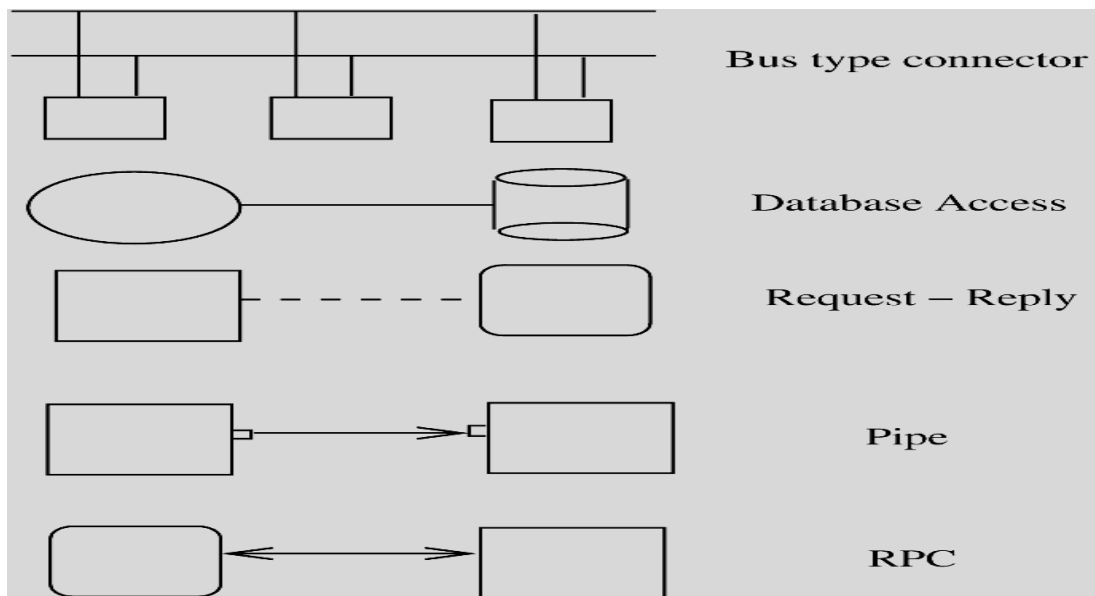 Bus type connector
Database Access
Request – Reply
Pipe
RPC